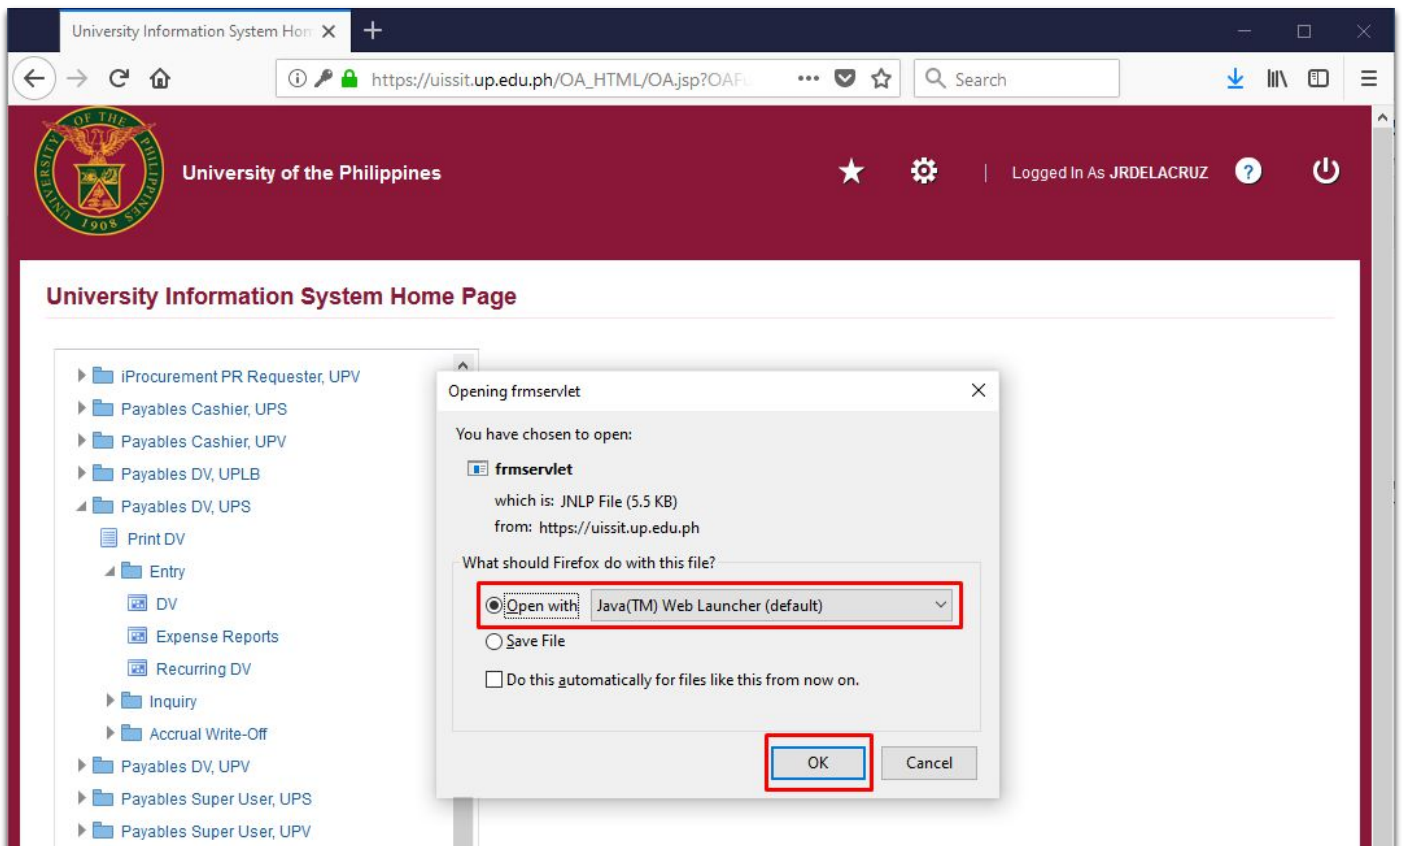 University Information System Hom
https://uissit.up.edu.ph/OA_HTML/OA.jsp?OAF
Search
UNIVERSITY OF THE PHILIPPINES
1908
University of the Philippines
Logged In As JRDELACRUZ
University Information System Home Page
iProcurement PR Requester, UPV
Payables Cashier, UPS
Payables Cashier, UPV
Payables DV, UPLB
Payables DV, UPS
Print DV
Entry
DV
Expense Reports
Recurring DV
Inquiry
Accrual Write-Off
Payables DV, UPV
Payables Super User, UPS
Payables Super User, UPV
Opening frmservlet
You have chosen to open:
frmservlet
which is: JNLP File (5.5 KB)
from: https://uissit.up.edu.ph
What should Firefox do with this file?
Open with Java(TM) Web Launcher (default)
Save File
Do this automatically for files like this from now on.
OK Cancel